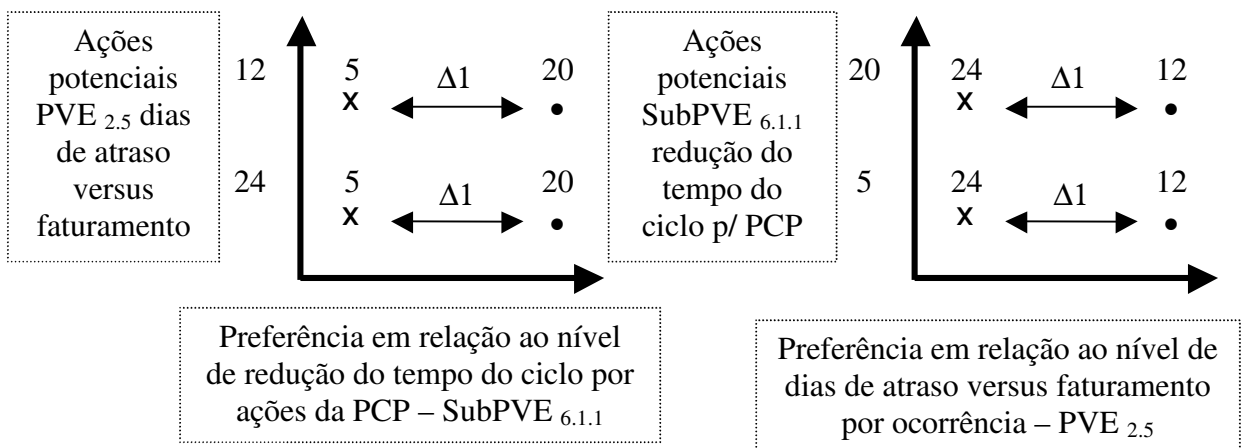 Ações
potenciais
PVE 2.5 dias
de atraso
versus
faturamento
12
5
x
Δ1
20
24
5
x
Δ1
20
Preferência em relação ao nível
de redução do tempo do ciclo por
ações da PCP – SubPVE 6.1.1
Ações
potenciais
SubPVE 6.1.1
redução do
tempo do
ciclo p/ PCP
20
24
x
Δ1
12
5
24
x
Δ1
12
Preferência em relação ao nível de
dias de atraso versus faturamento
por ocorrência – PVE 2.5